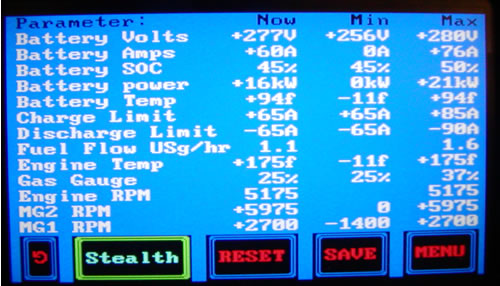 Parameter: Now Min Max
Battery Volts +277V +256V +280V
Battery Amps +60A 0A +76A
Battery SOC 45% 45% 50%
Battery power +16kW 0kW +21kW
Battery Temp +94f -11f +94f
Charge Limit +65A +65A +85A
Discharge Limit -65A -65A -90A
Fuel Flow USg/hr 1.1 1.6
Engine Temp +175f -11f +175f
Gas Gauge 25% 25% 37%
Engine RPM 5175 5175
MG2 RPM +5975 0 +5975
MG1 RPM +2700 -1400 +2700
Stealth RESET SAVE MENU